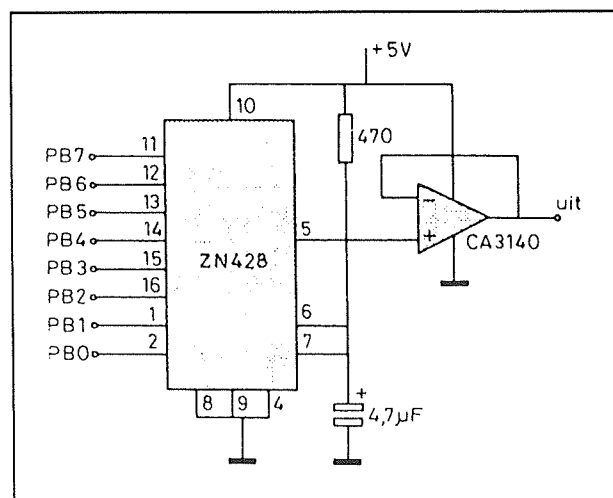 +5V
10
470
PB7 11
PB6 12
PB5 13
PB4 14
PB3 15
PB2 16
PB1 1
PB0 2
ZN428
5
6
7
8 9 4
−
+
CA3140
uit
+
4,7µF